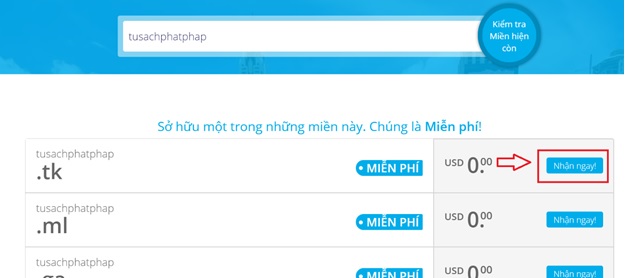 tusachphatphap
Kiểm tra
Miền hiện
còn
Sở hữu một trong những miền này. Chúng là Miễn phí!
tusachphatphap
.tk
MIỄN PHÍ
USD 0.00
Nhận ngay!
tusachphatphap
.ml
MIỄN PHÍ
USD 0.00
Nhận ngay!
tusachphatphap
.ga
MIỄN PHÍ
USD 0.00
Nhận ngay!